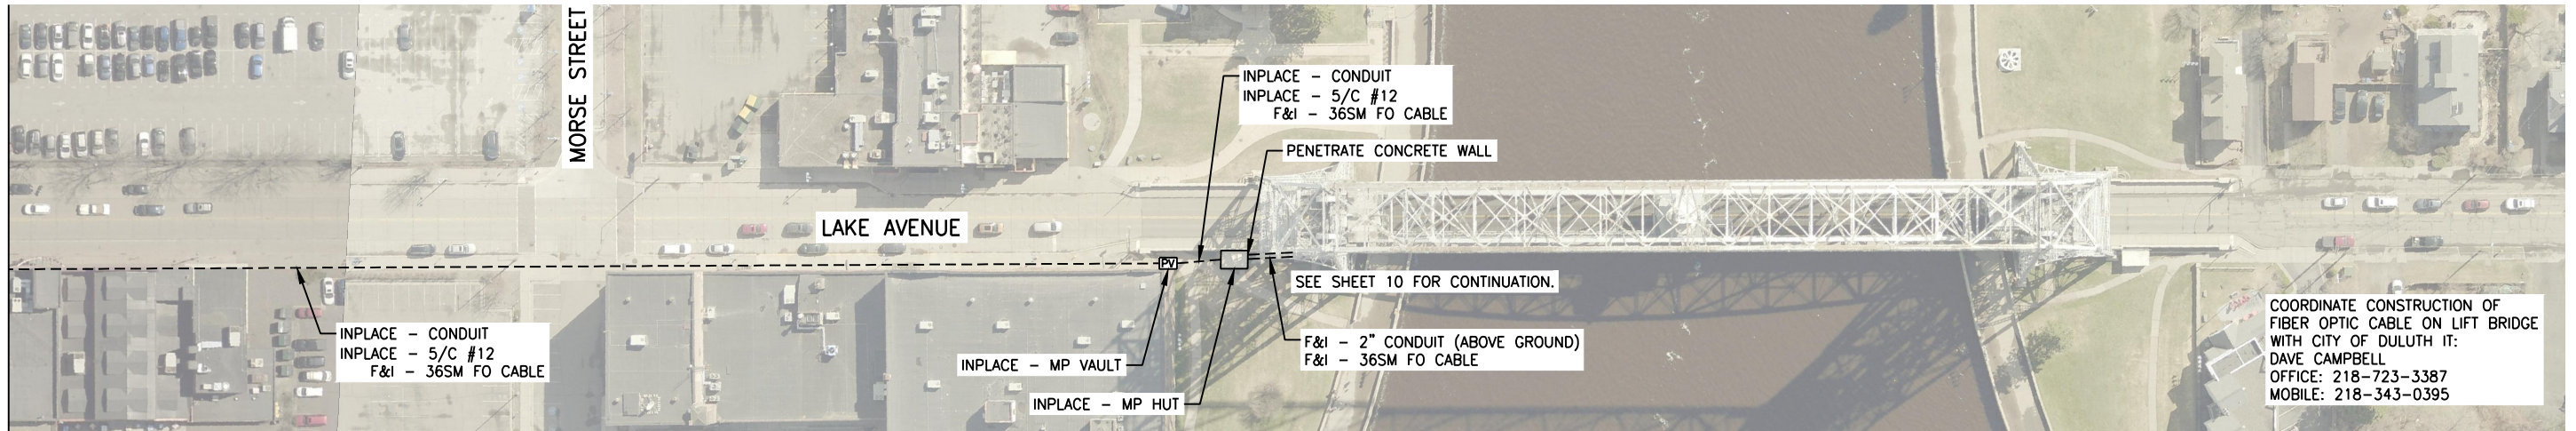 MORSE STREET
INPLACE - CONDUIT
INPLACE - 5/C #12
F&I - 36SM FO CABLE
PENETRATE CONCRETE WALL
LAKE AVENUE
PV
SEE SHEET 10 FOR CONTINUATION.
INPLACE - CONDUIT
INPLACE - 5/C #12
F&I - 36SM FO CABLE
INPLACE - MP VAULT
F&I - 2" CONDUIT (ABOVE GROUND)
F&I - 36SM FO CABLE
INPLACE - MP HUT
COORDINATE CONSTRUCTION OF
FIBER OPTIC CABLE ON LIFT BRIDGE
WITH CITY OF DULUTH IT:
DAVE CAMPBELL
OFFICE: 218-723-3387
MOBILE: 218-343-0395